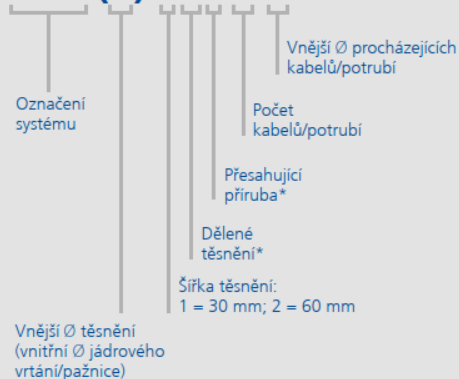 Vnější Ø procházejících
kabelů/potrubí
Označení
systému
Počet
kabelů/potrubí
Přesahující
příruba*
Dělené
těsnění*
Šířka těsnění:
1 = 30 mm; 2 = 60 mm
Vnější Ø těsnění
(vnitřní Ø jádrového
vrtání/pažnice)